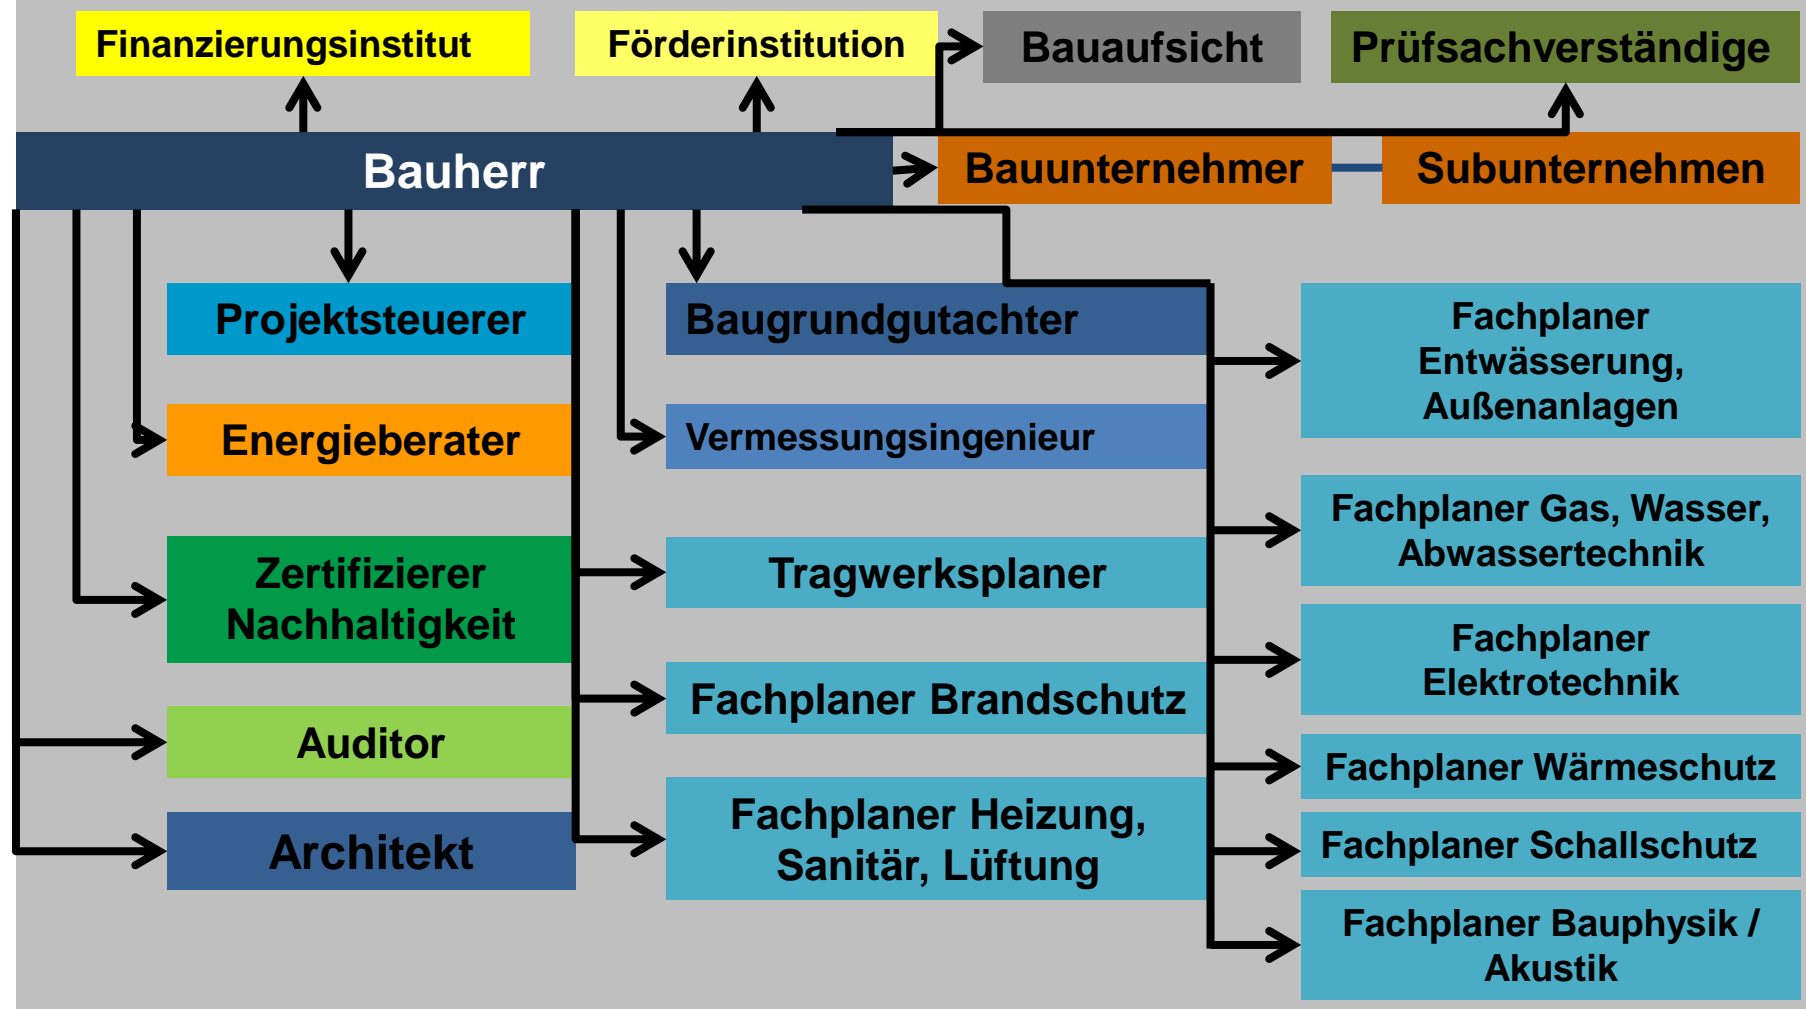 Finanzierungsinstitut
Förderinstitution
Bauaufsicht
Prüfsachverständige
Bauherr
Bauunternehmer
Subunternehmen
Projektsteuerer
Energieberater
Zertifizierer
Nachhaltigkeit
Auditor
Architekt
Baugrundgutachter
Vermessungsingenieur
Tragwerksplaner
Fachplaner Brandschutz
Fachplaner Heizung,
Sanitär, Lüftung
Fachplaner
Entwässerung,
Außenanlagen
Fachplaner Gas, Wasser,
Abwassertechnik
Fachplaner
Elektrotechnik
Fachplaner Wärmeschutz
Fachplaner Schallschutz
Fachplaner Bauphysik /
Akustik